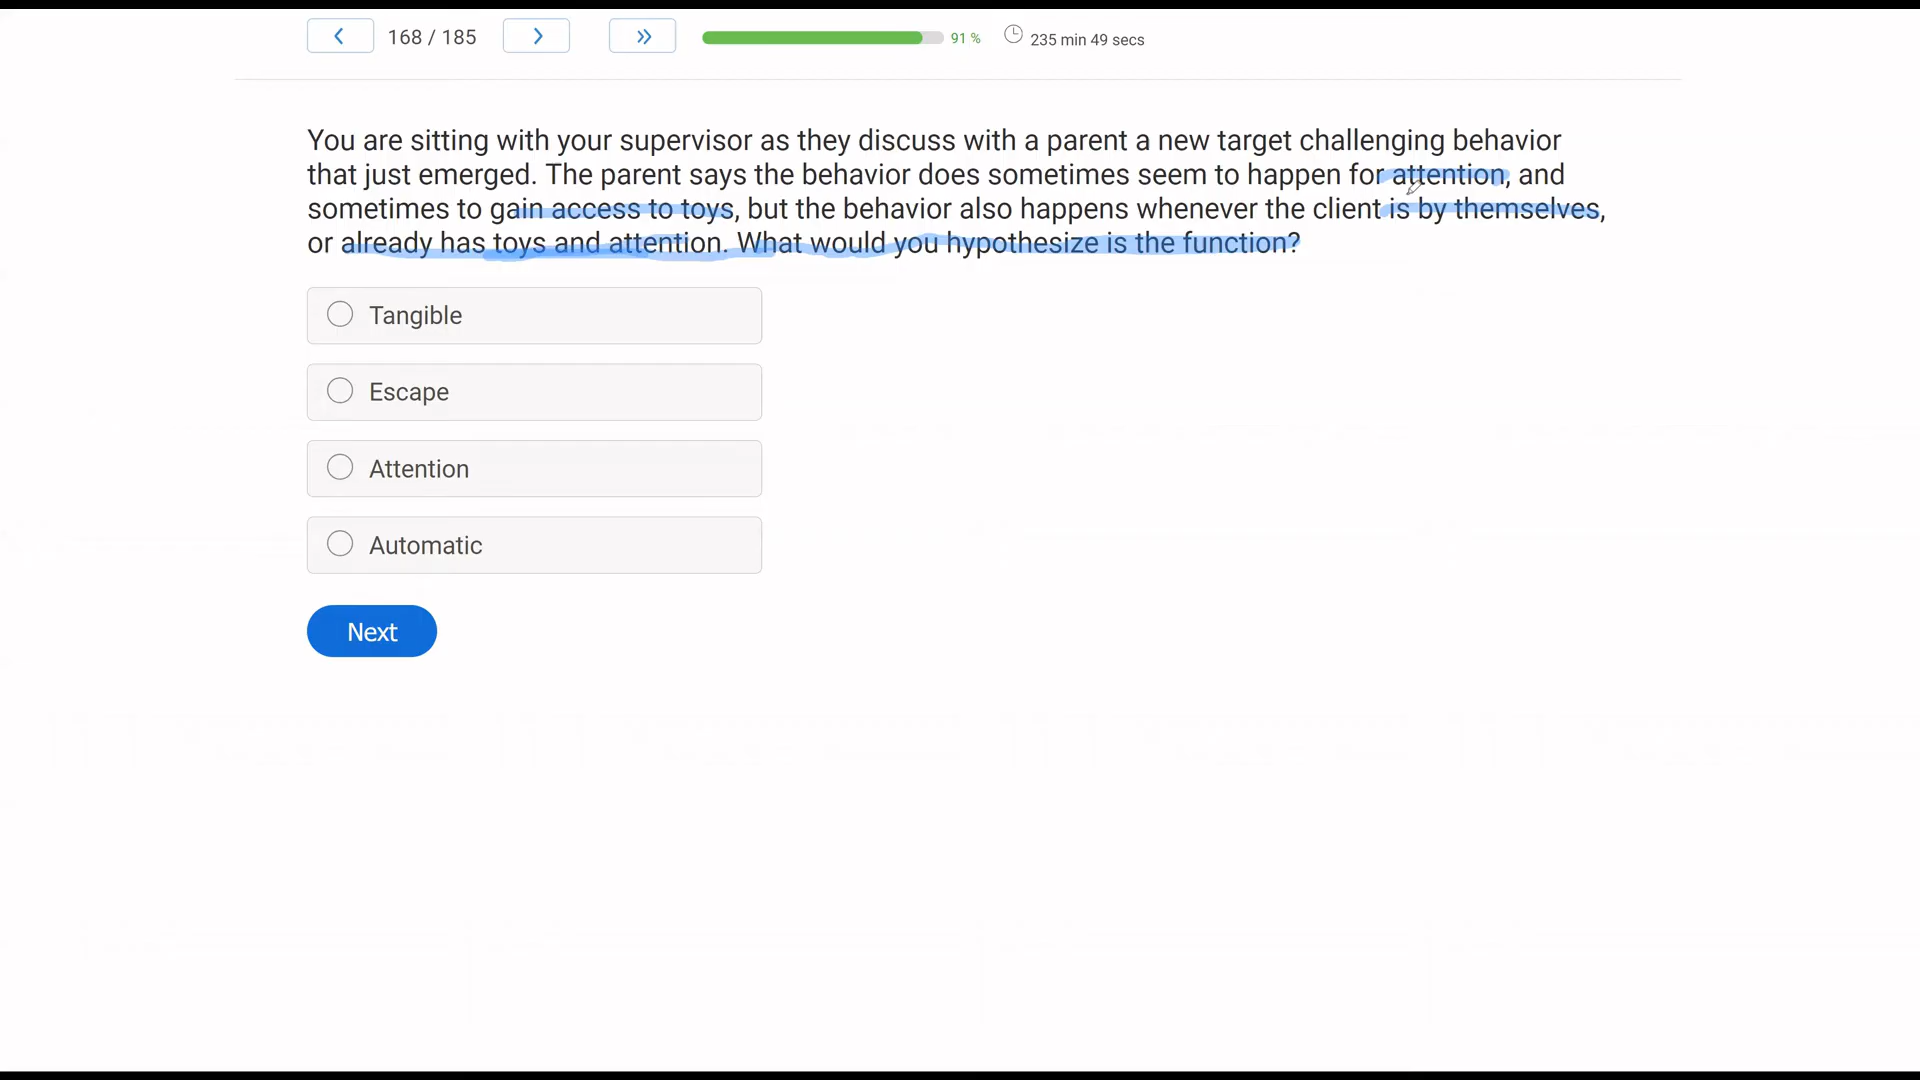 168 / 185
91 %
235 min 49 secs
You are sitting with your supervisor as they discuss with a parent a new target challenging behavior
that just emerged. The parent says the behavior does sometimes seem to happen for attention, and
sometimes to gain access to toys, but the behavior also happens whenever the client is by themselves,
or already has toys and attention. What would you hypothesize is the function?
Tangible
Escape
Attention
Automatic
Next